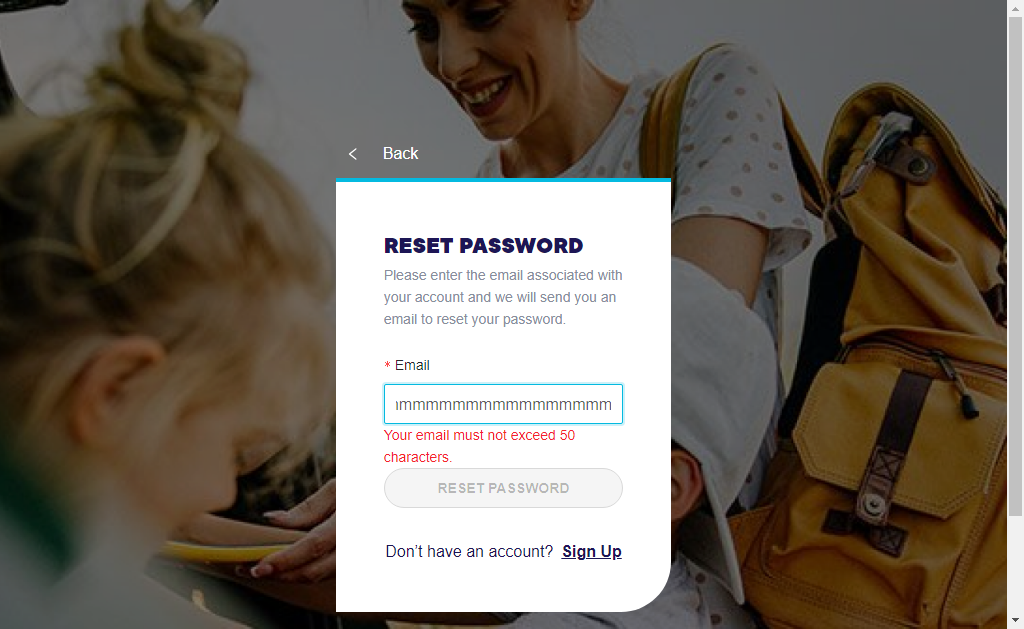 Back
RESET PASSWORD
Please enter the email associated with
your account and we will send you an
email to reset your password.
* Email
Your email must not exceed 50
characters.
RESET PASSWORD
Don’t have an account? Sign Up